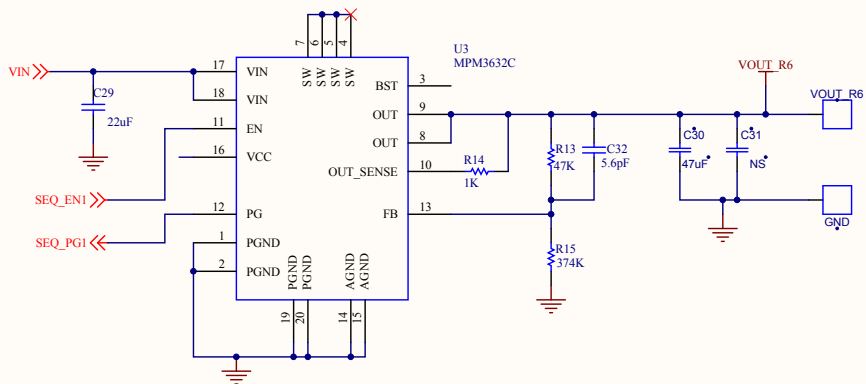 U3
MPM3632C
7
6
5
4
SW
SW
SW
SW
VIN
17
VIN
18
VIN
C29
22uF
11
EN
16
VCC
SEQ_EN1
12
PG
SEQ_PG1
1
PGND
2
PGND
PGND
PGND
19
20
AGND
AGND
14
15
BST
3
OUT
9
OUT
8
OUT_SENSE
10
R14
1K
FB
13
R13
47K
C32
5.6pF
R15
374K
C30
47uF
C31
NS
VOUT_R6
VOUT_R6
GND